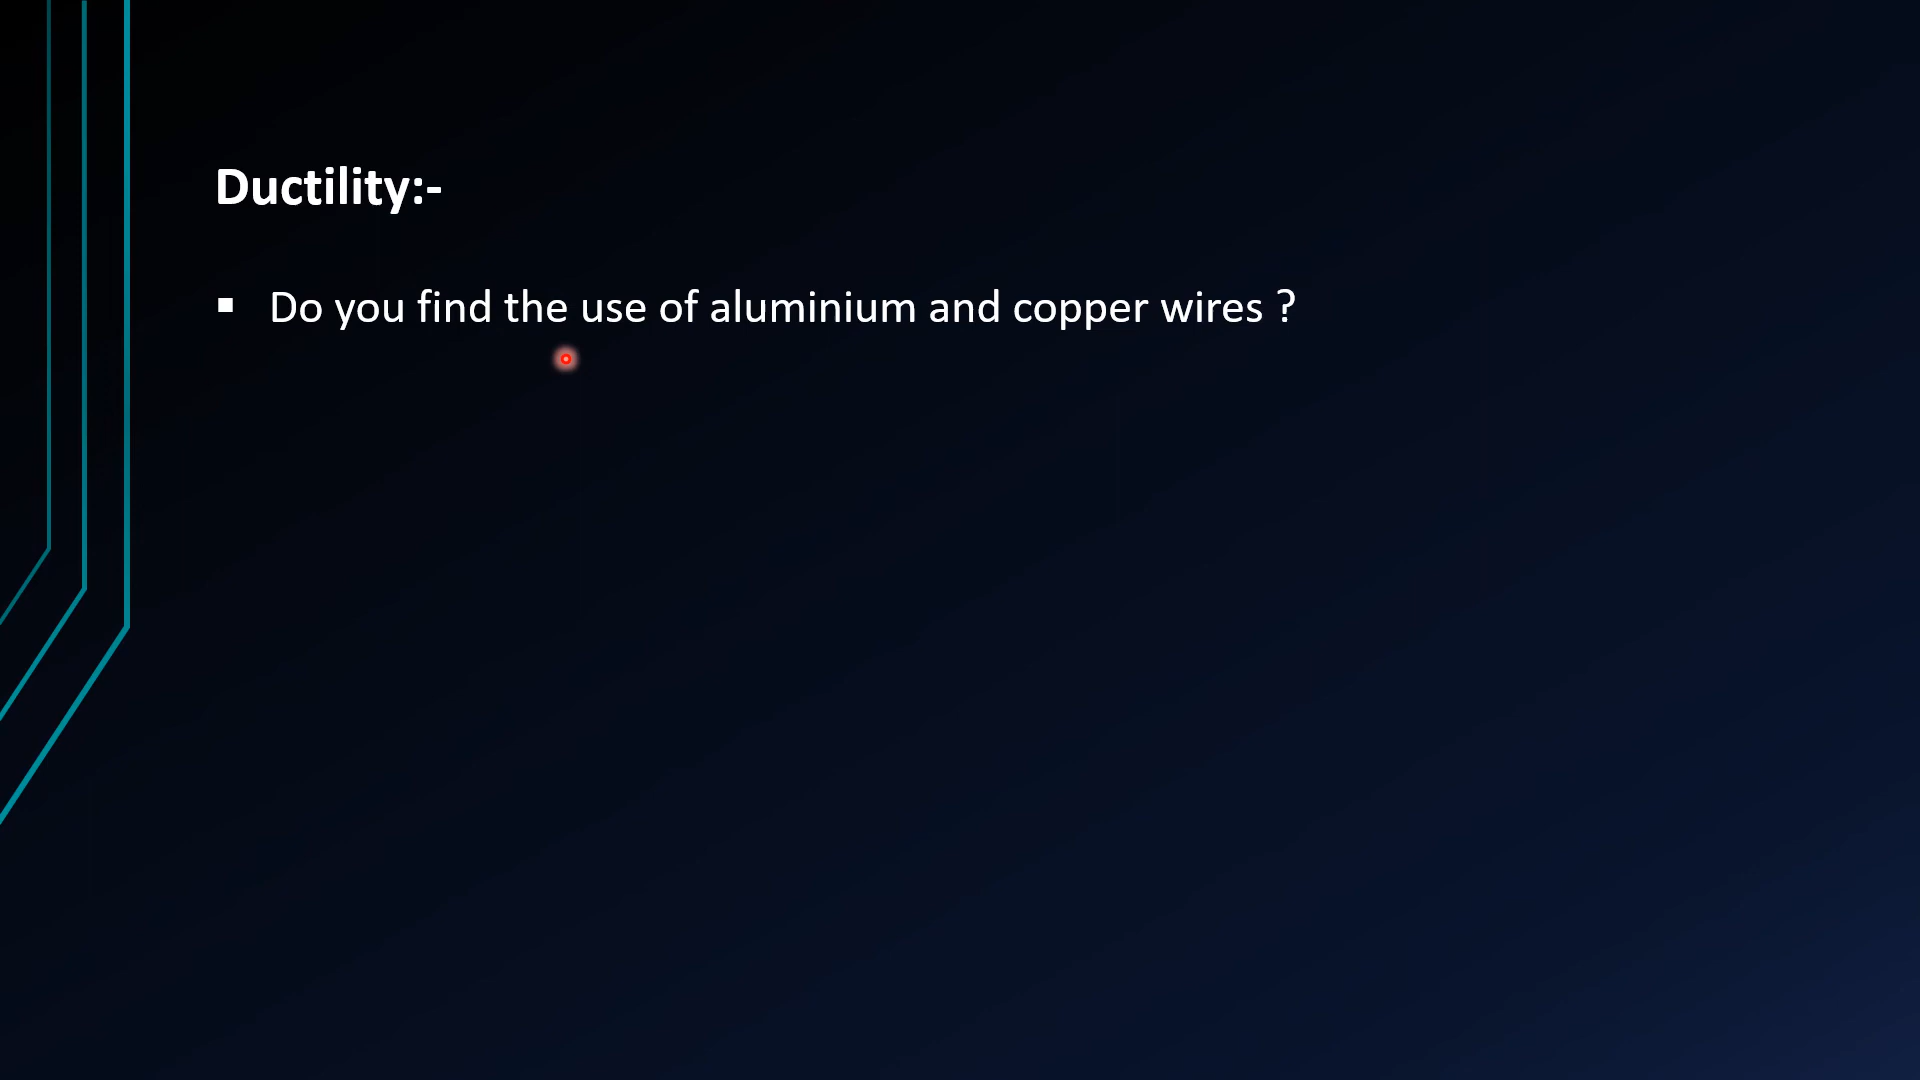 Ductility:-
▪ Do you find the use of aluminium and copper wires ?